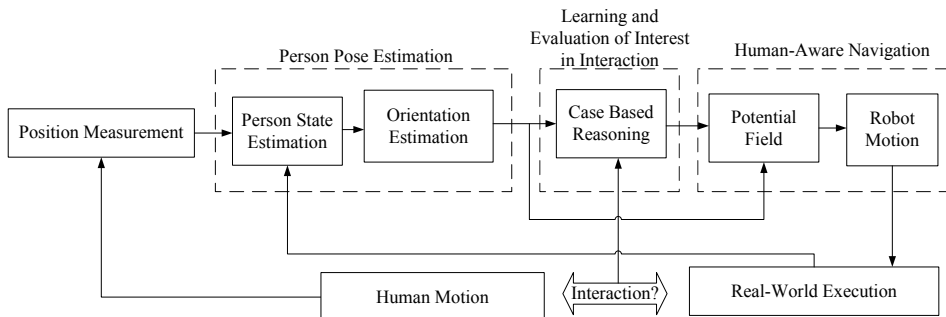 Learning and
Evaluation of Interest
in Interaction
Person Pose Estimation
Human-Aware Navigation
Position Measurement
Person State
Estimation
Orientation
Estimation
Case Based
Reasoning
Potential
Field
Robot
Motion
Human Motion
Interaction?
Real-World Execution